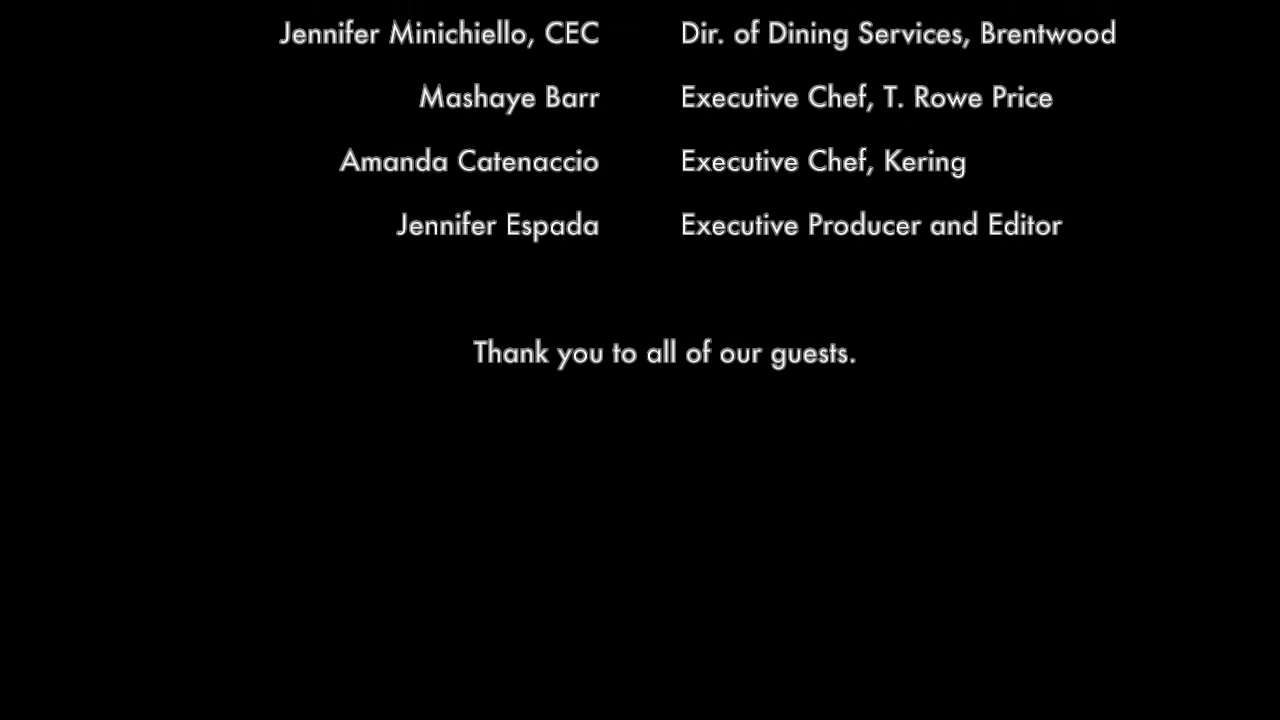 Jennifer Minichiello, CEC Dir. of Dining Services, Brentwood
Mashaye Barr Executive Chef, T. Rowe Price
Amanda Catenaccio Executive Chef, Kering
Jennifer Espada Executive Producer and Editor
Thank you to all of our guests.